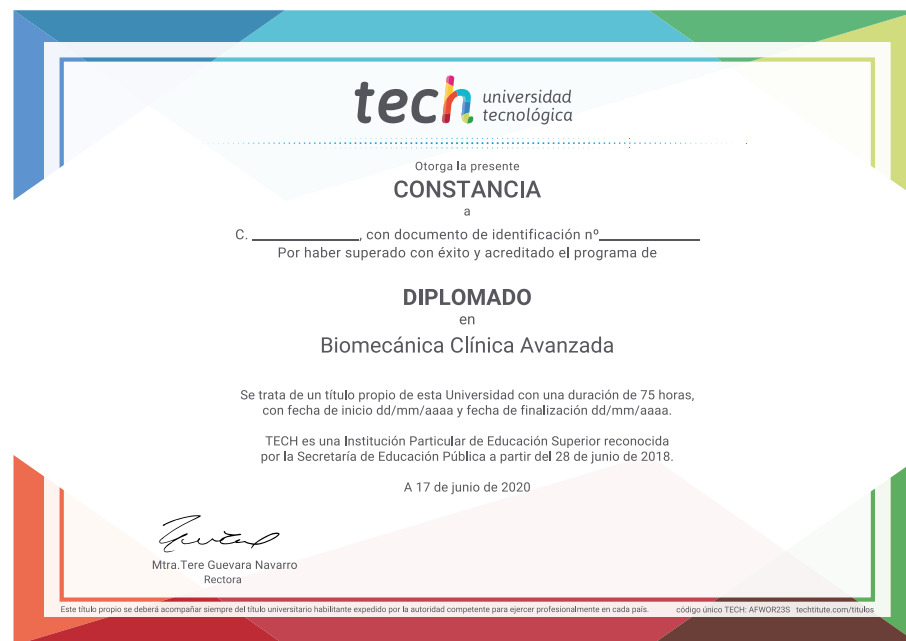 tech universidad
tecnológica
Otorga la presente
CONSTANCIA
a
C. ______________, con documento de identificación nº_____________
Por haber superado con éxito y acreditado el programa de
DIPLOMADO
en
Biomecánica Clínica Avanzada
Se trata de un título propio de esta Universidad con una duración de 75 horas,
con fecha de inicio dd/mm/aaaa y fecha de finalización dd/mm/aaaa.
TECH es una Institución Particular de Educación Superior reconocida
por la Secretaría de Educación Pública a partir del 28 de junio de 2018.
A 17 de junio de 2020
Mtra.Tere Guevara Navarro
Rectora
Este título propio se deberá acompañar siempre del título universitario habilitante expedido por la autoridad competente para ejercer profesionalmente en cada país. código único TECH: AFWOR23S techtitute.com/titulos